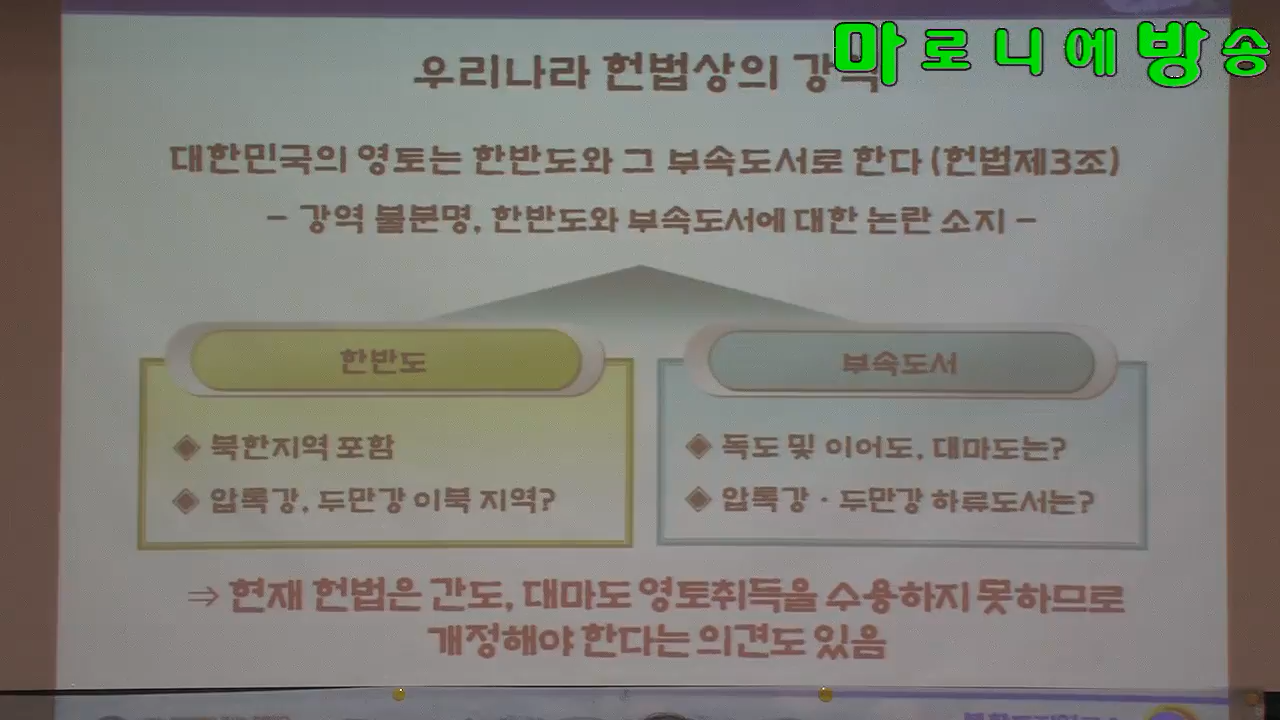 마로니에방송
우리나라 헌법상의 강역
대한민국의 영토는 한반도와 그 부속도서로 한다 (헌법제3조)
- 강역 불분명, 한반도와 부속도서에 대한 논란 소지 -
한반도
◈ 북한지역 포함
◈ 압록강, 두만강 이북 지역?
부속도서
◈ 독도 및 이어도, 대마도는?
◈ 압록강 · 두만강 하류도서는?
⇒ 현재 헌법은 간도, 대마도 영토취득을 수용하지 못하므로
개정해야 한다는 의견도 있음